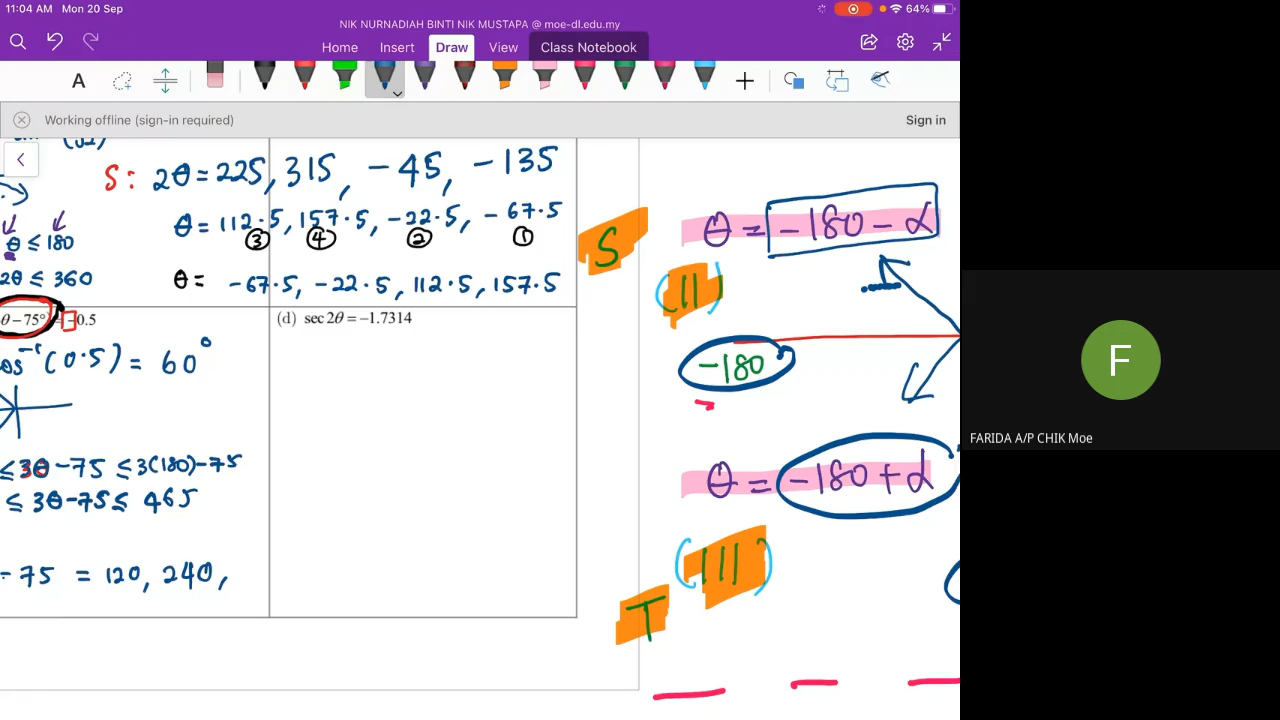 11:04 AM Mon 20 Sep
64%
NIK NURNADIAH BINTI NIK MUSTAPA @ moe-dl.edu.my
Home Insert Draw View Class Notebook
A
Working offline (sign-in required) Sign in
S: 2θ = 225, 315, -45, -135
θ = 112.5, 157.5, -22.5, -67.5
3 4 2 1
θ = -67.5, -22.5, 112.5, 157.5
θ ≤ 180
2θ ≤ 360
θ – 75° = –0.5
os⁻¹ (0.5) = 60°
≤ 3θ - 75 ≤ 3(180) - 75
≤ 3θ - 75 ≤ 465
- 75 = 120, 240,
(d) sec 2θ = –1.7314
θ = -180 - α
S
(II)
-180
θ = -180 + α
(III)
T
F
FARIDA A/P CHIK Moe